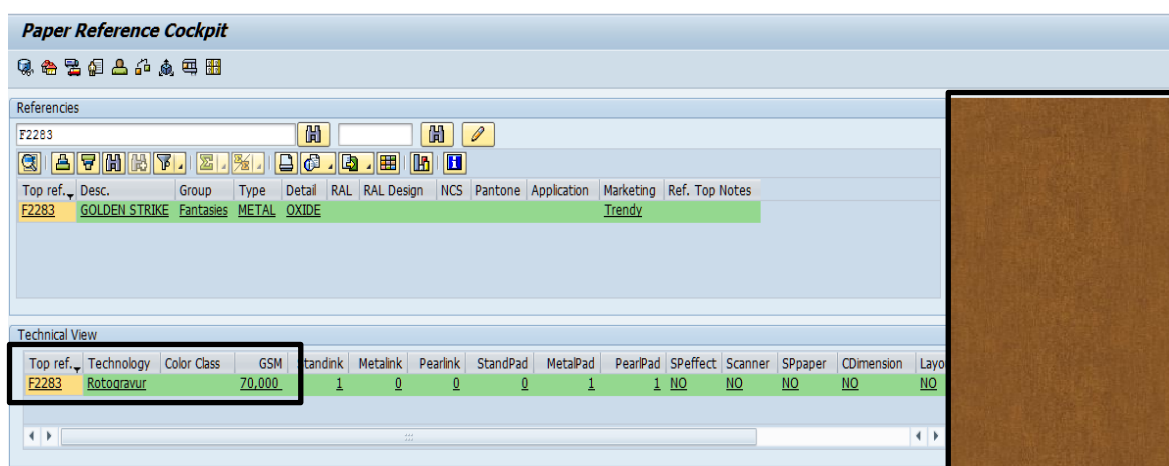 Paper Reference Cockpit
Referencies
F2283
Top ref. Desc. Group Type Detail RAL RAL Design NCS Pantone Application Marketing Ref. Top Notes
F2283 GOLDEN STRIKE Fantasies METAL OXIDE Trendy
Technical View
Top ref. Technology Color Class GSM tandink Metalink Pearlink StandPad MetalPad PearlPad SPeffect Scanner SPpaper CDimension Layo
F2283 Rotogravur 70,000 1 0 0 0 1 1 NO NO NO NO NO